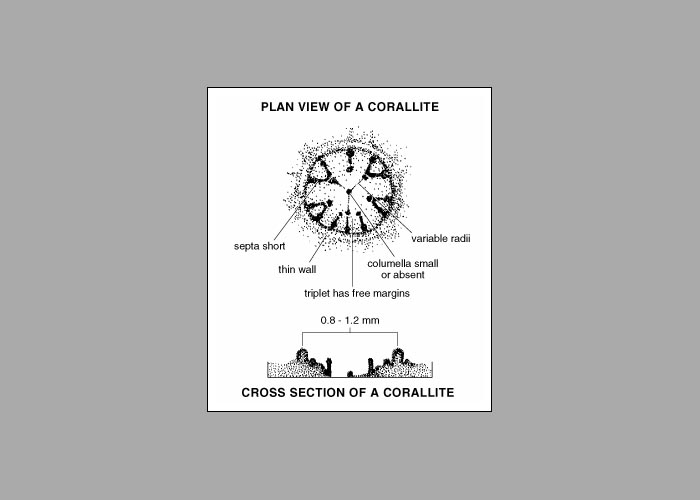 PLAN VIEW OF A CORALLITE
septa short
variable radii
thin wall
columella small
or absent
triplet has free margins
0.8 - 1.2 mm
CROSS SECTION OF A CORALLITE